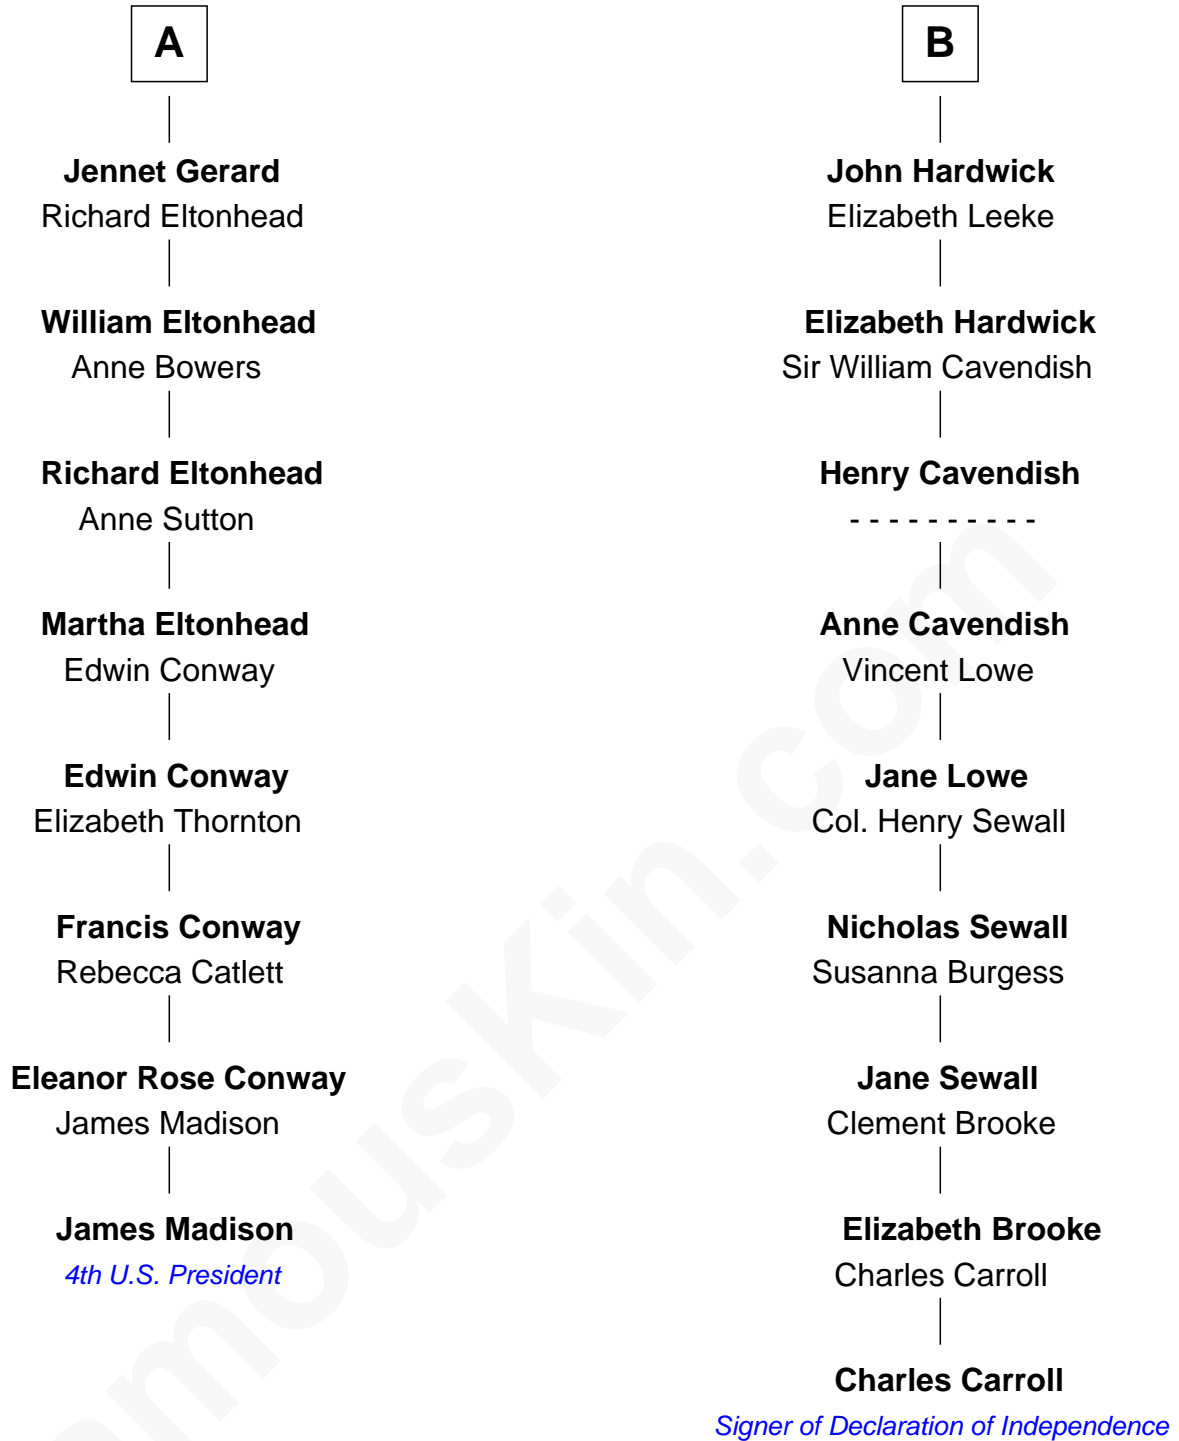 A
Jennet Gerard
Richard Eltonhead
William Eltonhead
Anne Bowers
Richard Eltonhead
Anne Sutton
Martha Eltonhead
Edwin Conway
Edwin Conway
Elizabeth Thornton
Francis Conway
Rebecca Catlett
Eleanor Rose Conway
James Madison
James Madison
4th U.S. President
B
John Hardwick
Elizabeth Leeke
Elizabeth Hardwick
Sir William Cavendish
Henry Cavendish
- - - - - - - - - -
Anne Cavendish
Vincent Lowe
Jane Lowe
Col. Henry Sewall
Nicholas Sewall
Susanna Burgess
Jane Sewall
Clement Brooke
Elizabeth Brooke
Charles Carroll
Charles Carroll
Signer of Declaration of Independence
amousKin.com